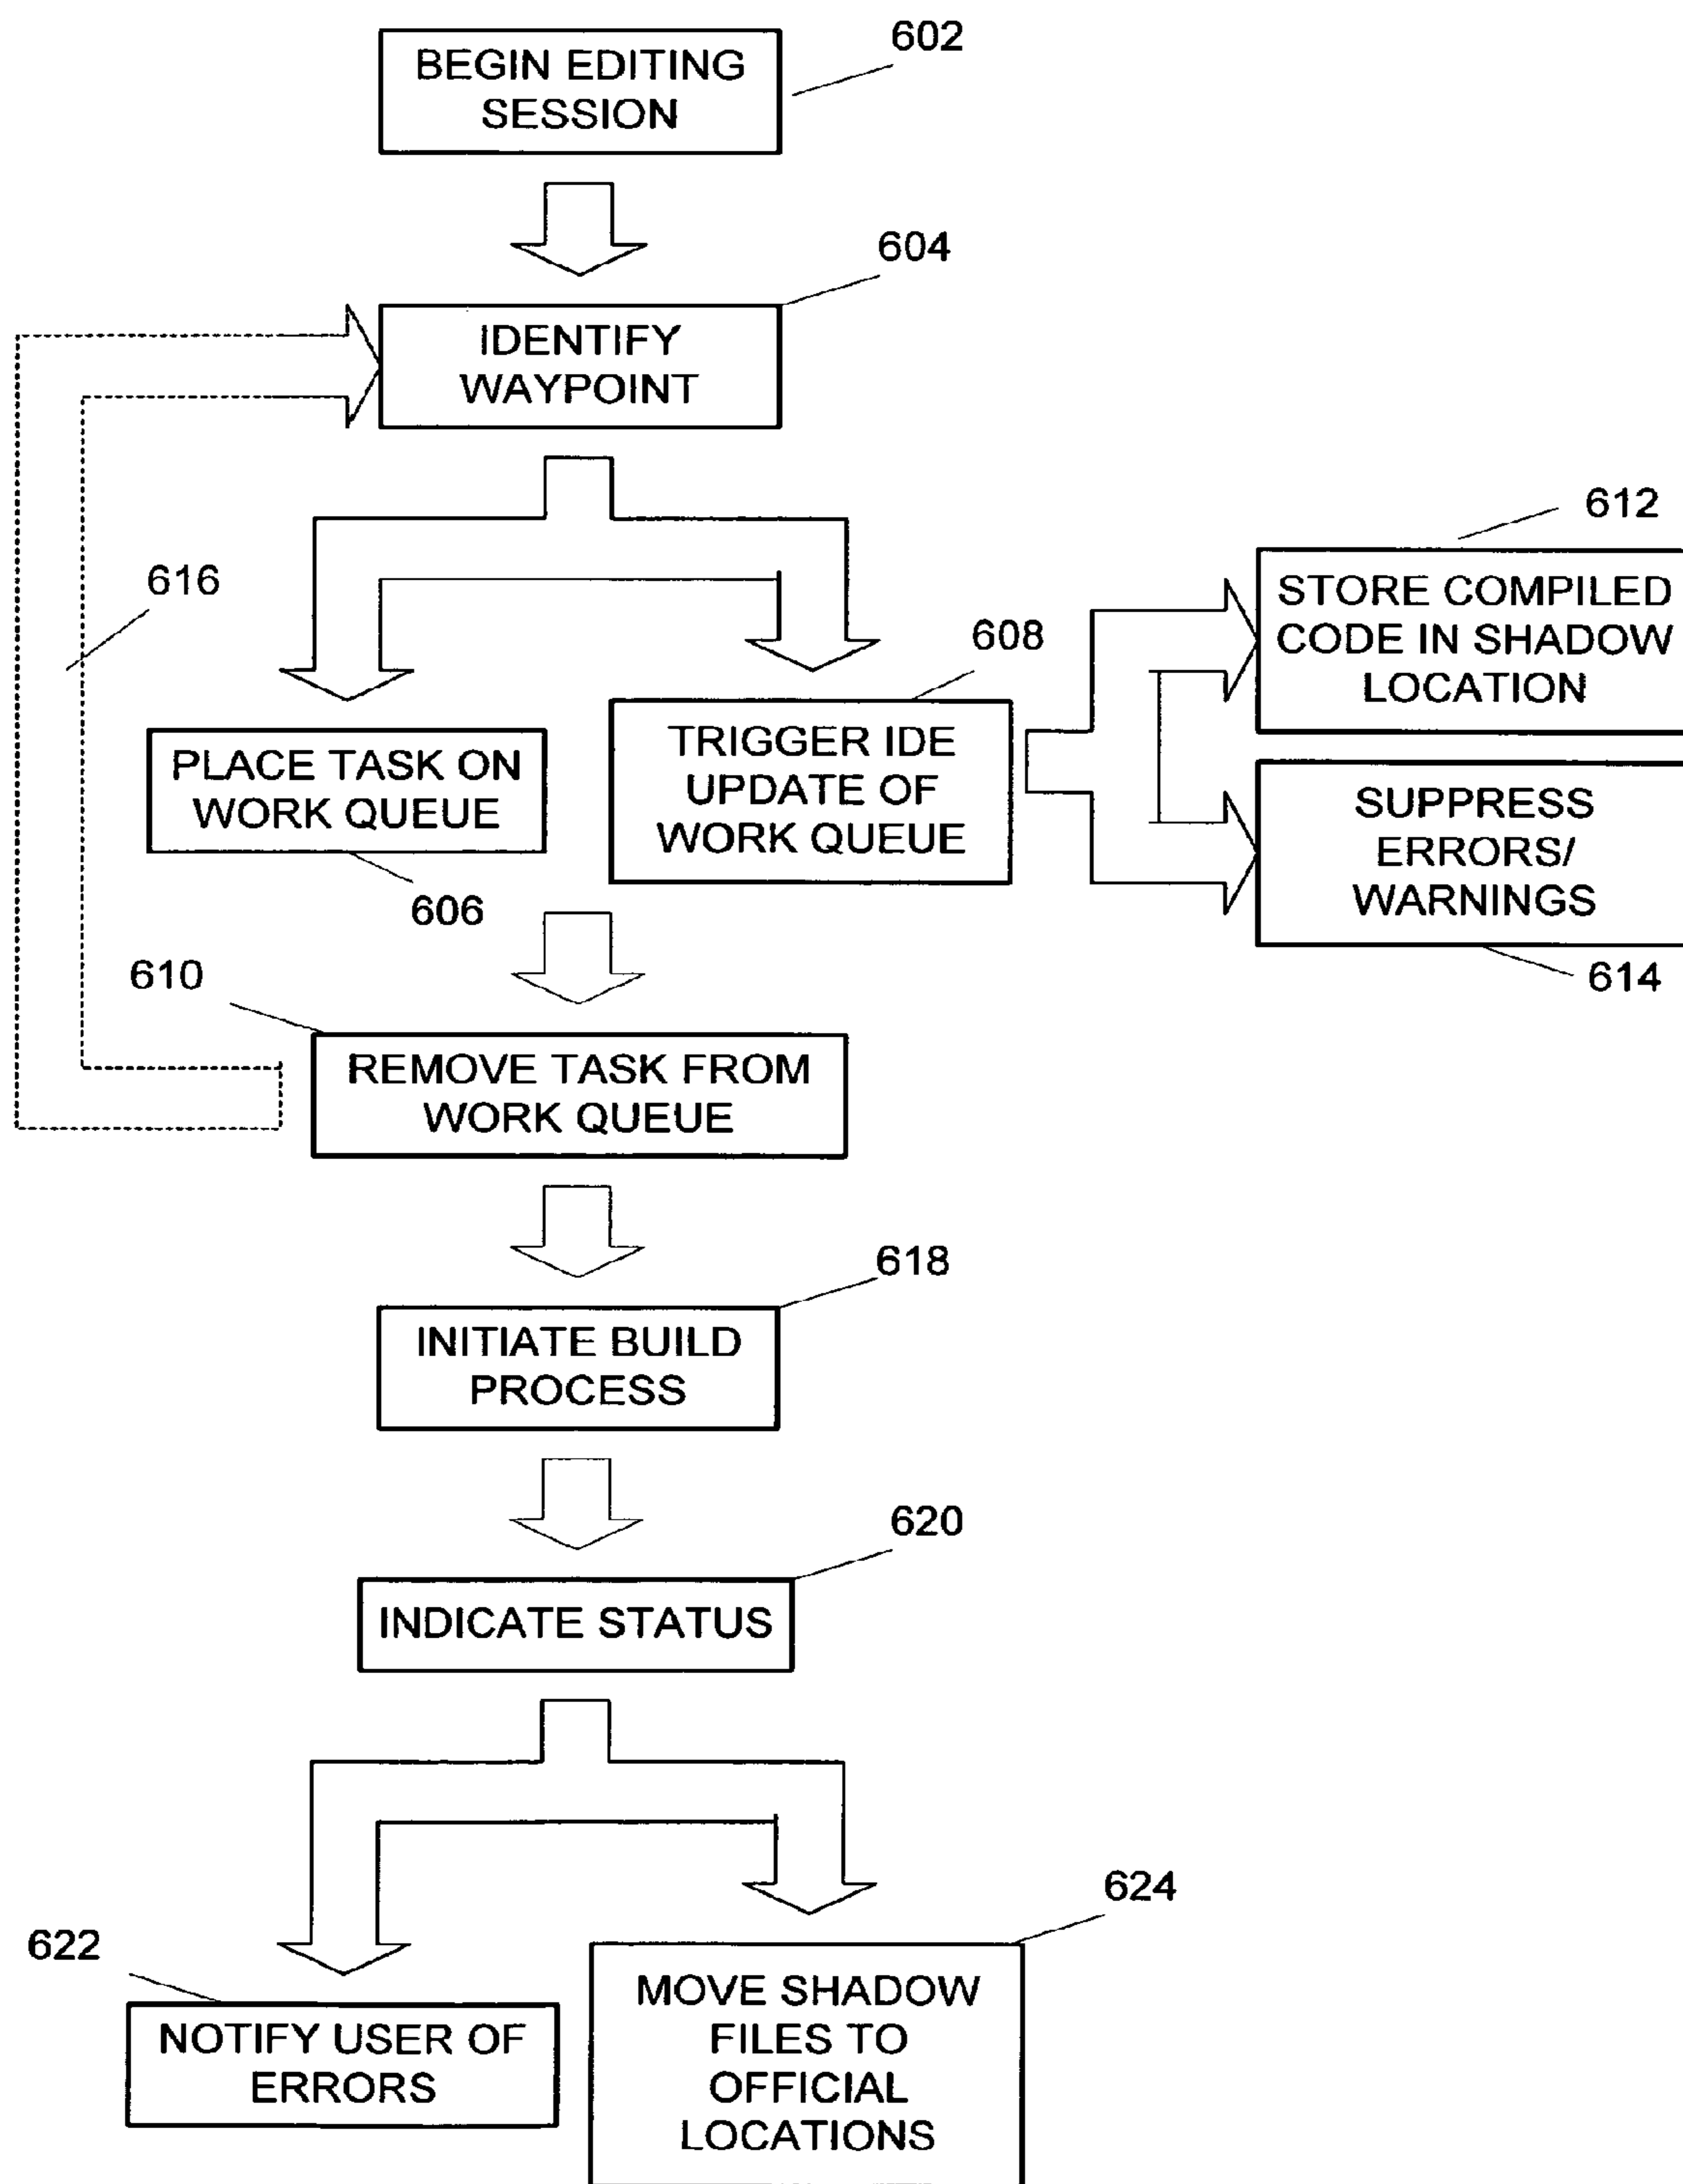 602
BEGIN EDITING
SESSION
604
IDENTIFY
WAYPOINT
612
STORE COMPILED
CODE IN SHADOW
LOCATION
616
608
TRIGGER IDE
UPDATE OF
WORK QUEUE
PLACE TASK ON
WORK QUEUE
606
SUPPRESS
ERRORS/
WARNINGS
614
610
REMOVE TASK FROM
WORK QUEUE
618
INITIATE BUILD
PROCESS
620
INDICATE STATUS
624
622
NOTIFY USER OF
ERRORS
MOVE SHADOW
FILES TO
OFFICIAL
LOCATIONS